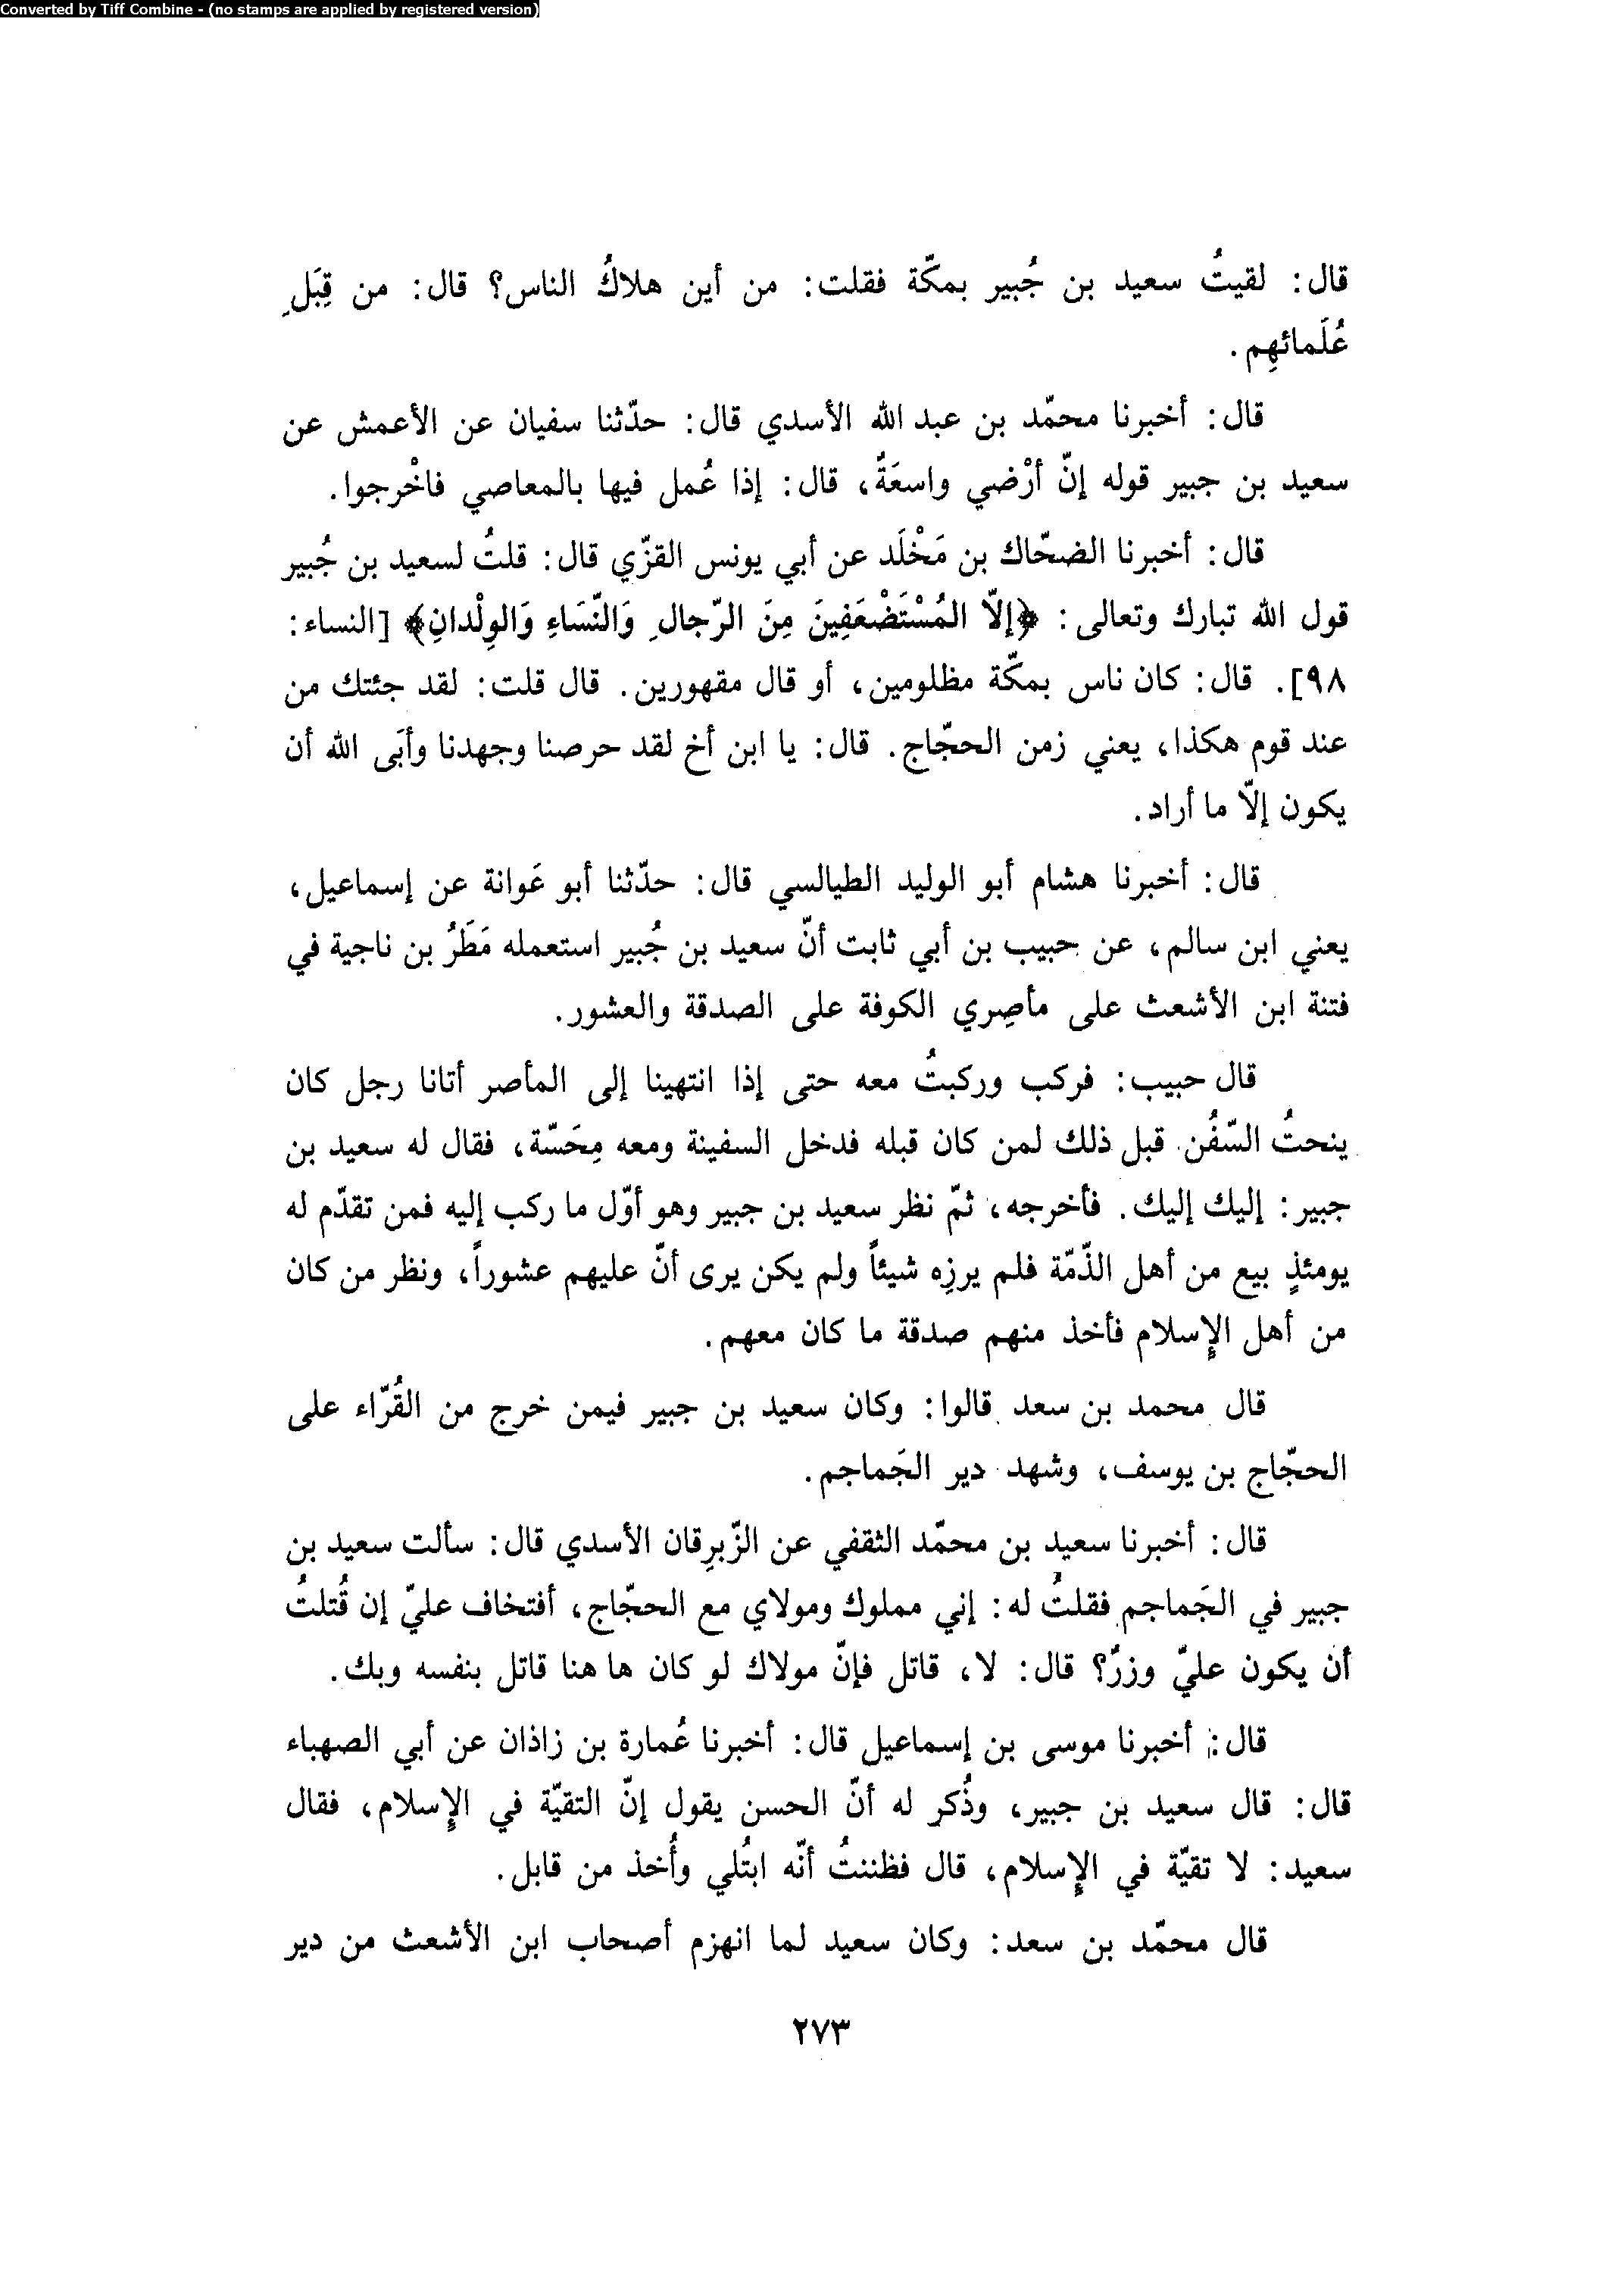 Converted by Tiff Combine - (no stamps are applied by registered version)
قال: لقيتُ سعيد بن جُبير بمكّة فقلت: من أين هلاكُ الناس؟ قال: من قِبَلِ
عُلَمائهِم.
قال: أخبرنا محمّد بن عبد الله الأسدي قال: حدّثنا سفيان عن الأعمش عن
سعيد بن جبير قوله إنّ أرْضي واسعَةٌ، قال: إذا عُمل فيها بالمعاصي فاخْرجوا.
قال: أخبرنا الضحّاك بن مَخْلَد عن أبي يونس القزّي قال: قلتُ لسعيد بن جُبير
قول الله تبارك وتعالى: ﴿إلّا المُسْتَضْعَفِينَ مِنَ الرّجالِ وَالنّسَاءِ وَالوِلْدانِ﴾ [النساء:
٩٨]. قال: كان ناس بمكّة مظلومين، أو قال مقهورين. قال قلت: لقد جئتك من
عند قوم هكذا، يعني زمن الحجّاج. قال: يا ابن أخ لقد حرصنا وجهدنا وأبَى الله أن
يكون إلّا ما أراد.
قال: أخبرنا هشام أبو الوليد الطيالسي قال: حدّثنا أبو عَوانة عن إسماعيل،
يعني ابن سالم، عن حبيب بن أبي ثابت أنّ سعيد بن جُبير استعمله مَطَرُ بن ناجية في
فتنة ابن الأشعث على مأصِري الكوفة على الصدقة والعشور.
قال حبيب: فركب وركبتُ معه حتى إذا انتهينا إلى المأصر أتانا رجل كان
ينحتُ السّفُن قبل ذلك لمن كان قبله فدخل السفينة ومعه مِحَسّة، فقال له سعيد بن
جبير: إليك إليك. فأخرجه، ثمّ نظر سعيد بن جبير وهو أوّل ما ركب إليه فمن تقدّم له
يومئذٍ بيع من أهل الذّمّة فلم يرزِه شيئاً ولم يكن يرى أنّ عليهم عشوراً، ونظر من كان
من أهل الإسلام فأخذ منهم صدقة ما كان معهم.
قال محمد بن سعد قالوا: وكان سعيد بن جبير فيمن خرج من القُرّاء على
الحجّاج بن يوسف، وشهد دير الجَماجم.
قال: أخبرنا سعيد بن محمّد الثقفي عن الزّبرِقان الأسدي قال: سألت سعيد بن
جبير في الجَماجم فقلتُ له: إني مملوك ومولاي مع الحجّاج، أفتخاف عليّ إن قُتلتُ
أن يكون عليّ وزرٌ؟ قال: لا، قاتل فإنّ مولاك لو كان ها هنا قاتل بنفسه وبك.
قال: أخبرنا موسى بن إسماعيل قال: أخبرنا عُمارة بن زاذان عن أبي الصهباء
قال: قال سعيد بن جبير، وذُكر له أنّ الحسن يقول إنّ التقيّة في الإسلام، فقال
سعيد: لا تقيّة في الإسلام، قال فظننتُ أنّه ابتُلي وأُخذ من قابل.
قال محمّد بن سعد: وكان سعيد لما انهزم أصحاب ابن الأشعث من دير
٢٧٣